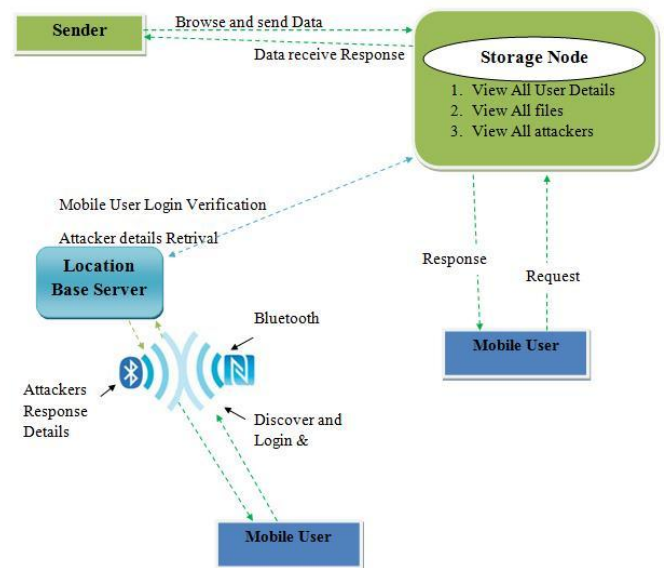 Sender
Browse and send Data
Data receive Response
Storage Node
1. View All User Details
2. View All files
3. View All attackers
Mobile User Login Verification
Attacker details Retrival
Location
Base Server
Response
Request
Bluetooth
Mobile User
Attackers
Response
Details
Discover and
Login &
Mobile User